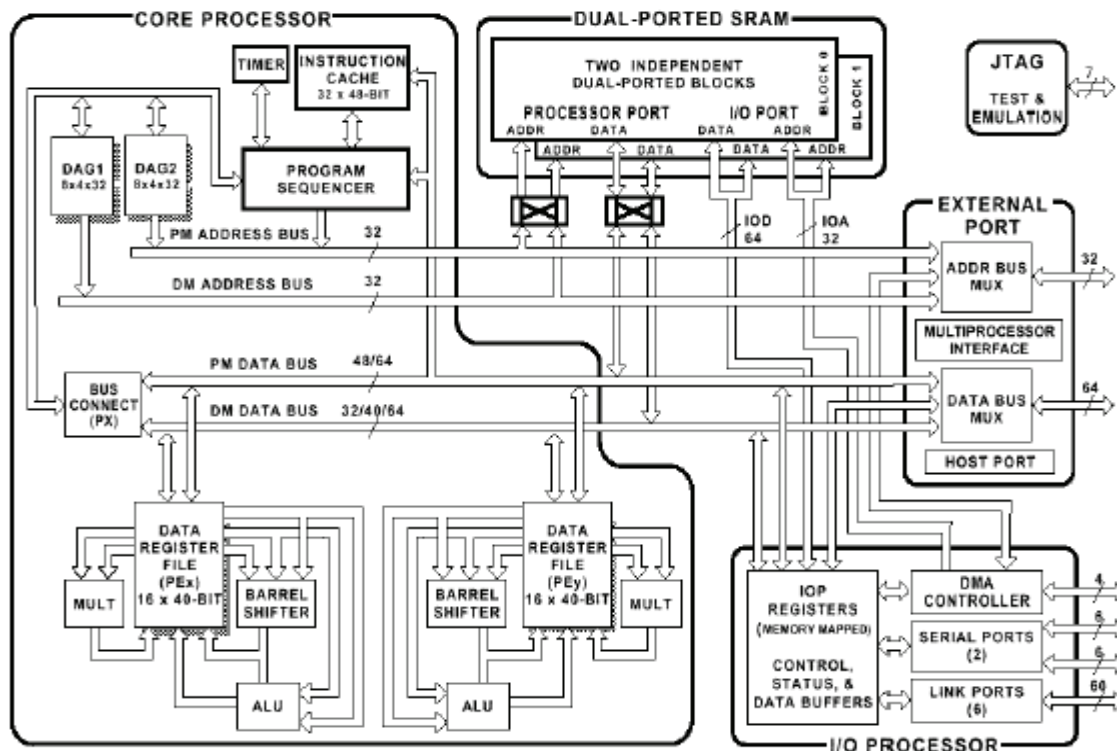 CORE PROCESSOR
TIMER
INSTRUCTION
CACHE
32 x 48-BIT
DAG1
8x4x32
DAG2
8x4x32
PROGRAM
SEQUENCER
PM ADDRESS BUS
32
DM ADDRESS BUS
32
PM DATA BUS
48/64
BUS
CONNECT
(PX)
DM DATA BUS
32/40/64
DATA
REGISTER
FILE
(PEx)
16 x 40-BIT
MULT
BARREL
SHIFTER
ALU
DATA
REGISTER
FILE
(PEy)
16 x 40-BIT
BARREL
SHIFTER
MULT
ALU
DUAL-PORTED SRAM
TWO INDEPENDENT
DUAL-PORTED BLOCKS
PROCESSOR PORT
I/O PORT
ADDR
DATA
DATA
ADDR
BLOCK 0
ADDR
DATA
DATA
ADDR
BLOCK 1
IOD
64
IOA
32
JTAG
TEST &
EMULATION
7
EXTERNAL
PORT
ADDR BUS
MUX
32
MULTIPROCESSOR
INTERFACE
DATA BUS
MUX
64
HOST PORT
IOP
REGISTERS
(MEMORY MAPPED)
CONTROL,
STATUS, &
DATA BUFFERS
DMA
CONTROLLER
4
SERIAL PORTS
(2)
6
6
LINK PORTS
(6)
60
I/O PROCESSOR